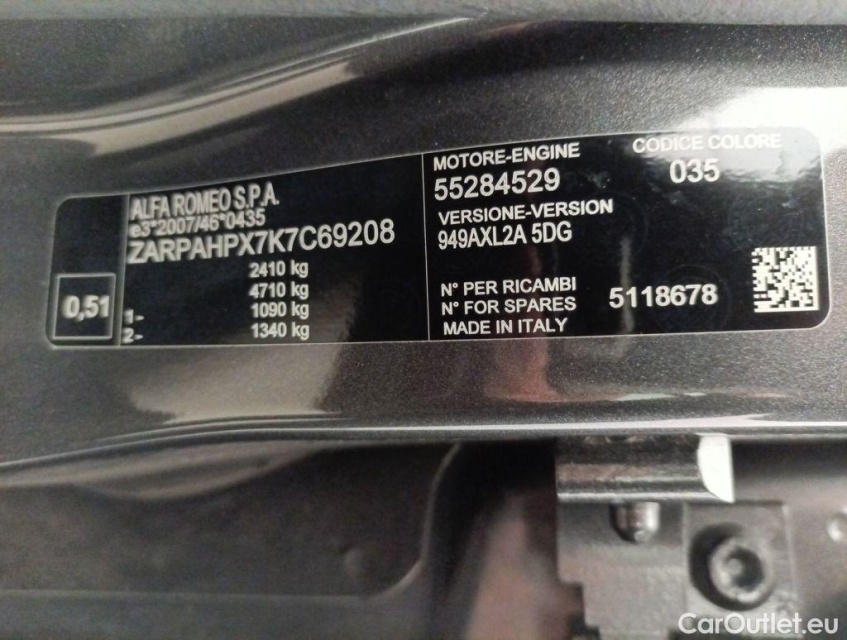 ALFA ROMEO S.P.A.
e3*2007/46*0435
ZARPAHPX7K7C69208
2410 kg
4710 kg
1- 1090 kg
2- 1340 kg
0,51
MOTORE-ENGINE
55284529
VERSIONE-VERSION
949AXL2A 5DG
N° PER RICAMBI
N° FOR SPARES 5118678
MADE IN ITALY
CODICE COLORE
035
CarOutlet.eu